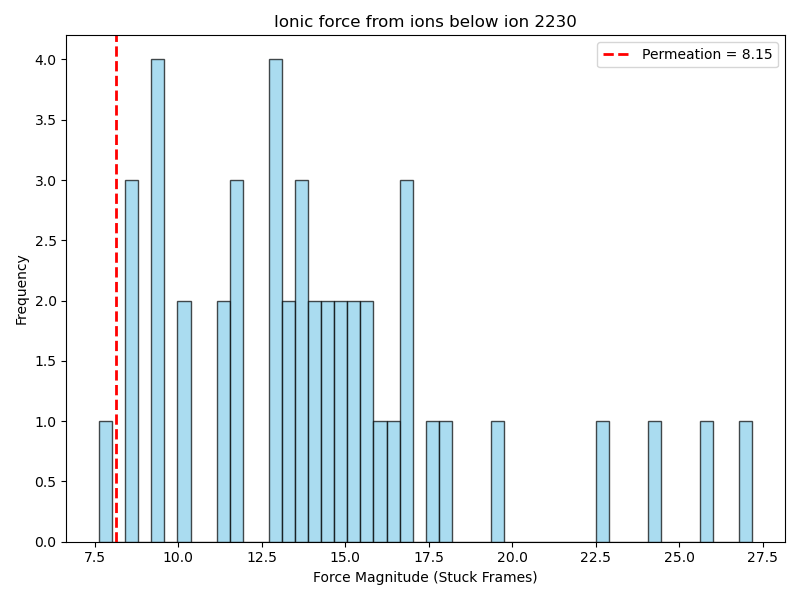 Ionic force from ions below ion 2230
Permeation = 8.15
4.0
3.5
3.0
2.5
2.0
1.5
1.0
0.5
0.0
Frequency
7.5 10.0 12.5 15.0 17.5 20.0 22.5 25.0 27.5
Force Magnitude (Stuck Frames)